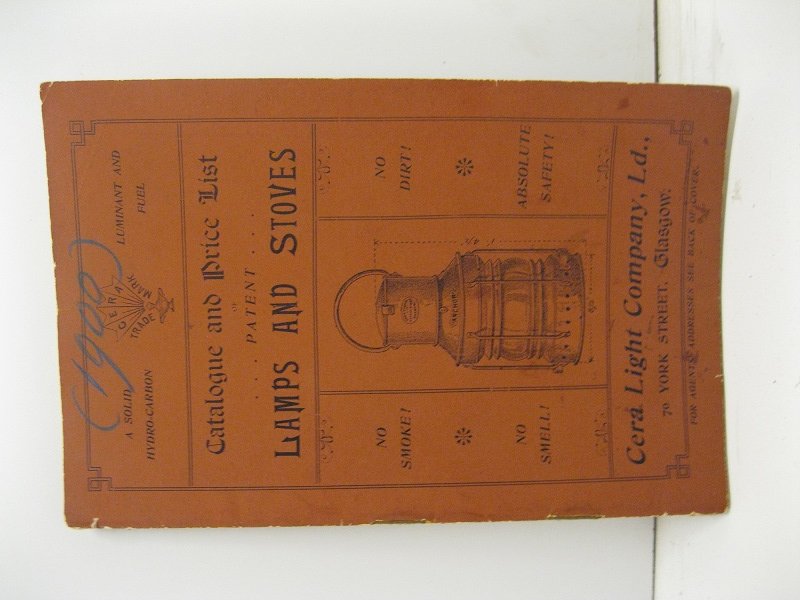 (1900)
A SOLID
HYDRO-CARBON
CERA
TRADE MARK
LUMINANT AND
FUEL
Catalogue and Price List
OF
. . . PATENT . . . .
LAMPS AND STOVES
NO
SMOKE!
NO
SMELL!
ANCHOR
NO
DIRT!
ABSOLUTE
SAFETY!
Cera Light Company, Ld.,
70 YORK STREET, Glasgow.
FOR AGENTS' ADDRESSES SEE BACK OF COVER.